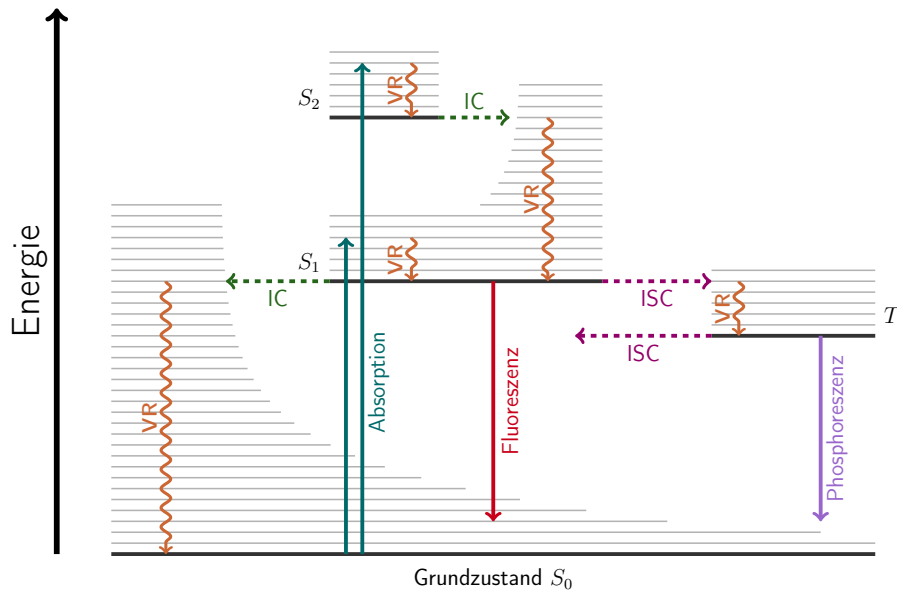 Energie
S₂
VR
IC
VR
S₁
VR
IC
ISC
VR
T
ISC
VR
Absorption
Fluoreszenz
Phosphoreszenz
Grundzustand S₀